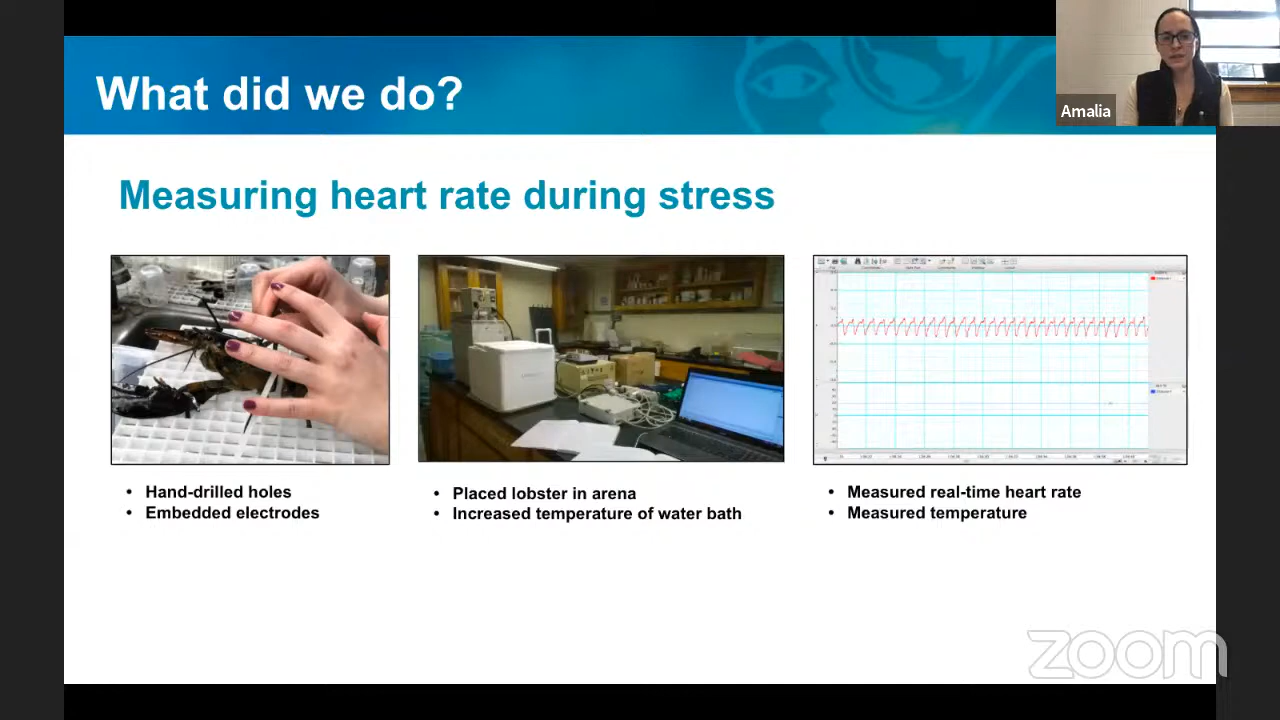 What did we do?
Amalia
Measuring heart rate during stress
• Hand-drilled holes
• Embedded electrodes
• Placed lobster in arena
• Increased temperature of water bath
• Measured real-time heart rate
• Measured temperature
zoom